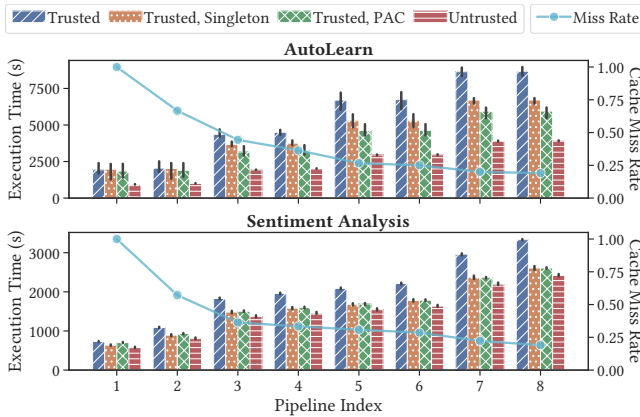 Trusted Trusted, Singleton Trusted, PAC Untrusted Miss Rate
AutoLearn
Execution Time (s)
7500
5000
2500
0
1.00
0.75
0.50
0.25
0.00
Cache Miss Rate
Sentiment Analysis
Execution Time (s)
3000
2000
1000
0
1.00
0.75
0.50
0.25
0.00
Cache Miss Rate
1 2 3 4 5 6 7 8
Pipeline Index